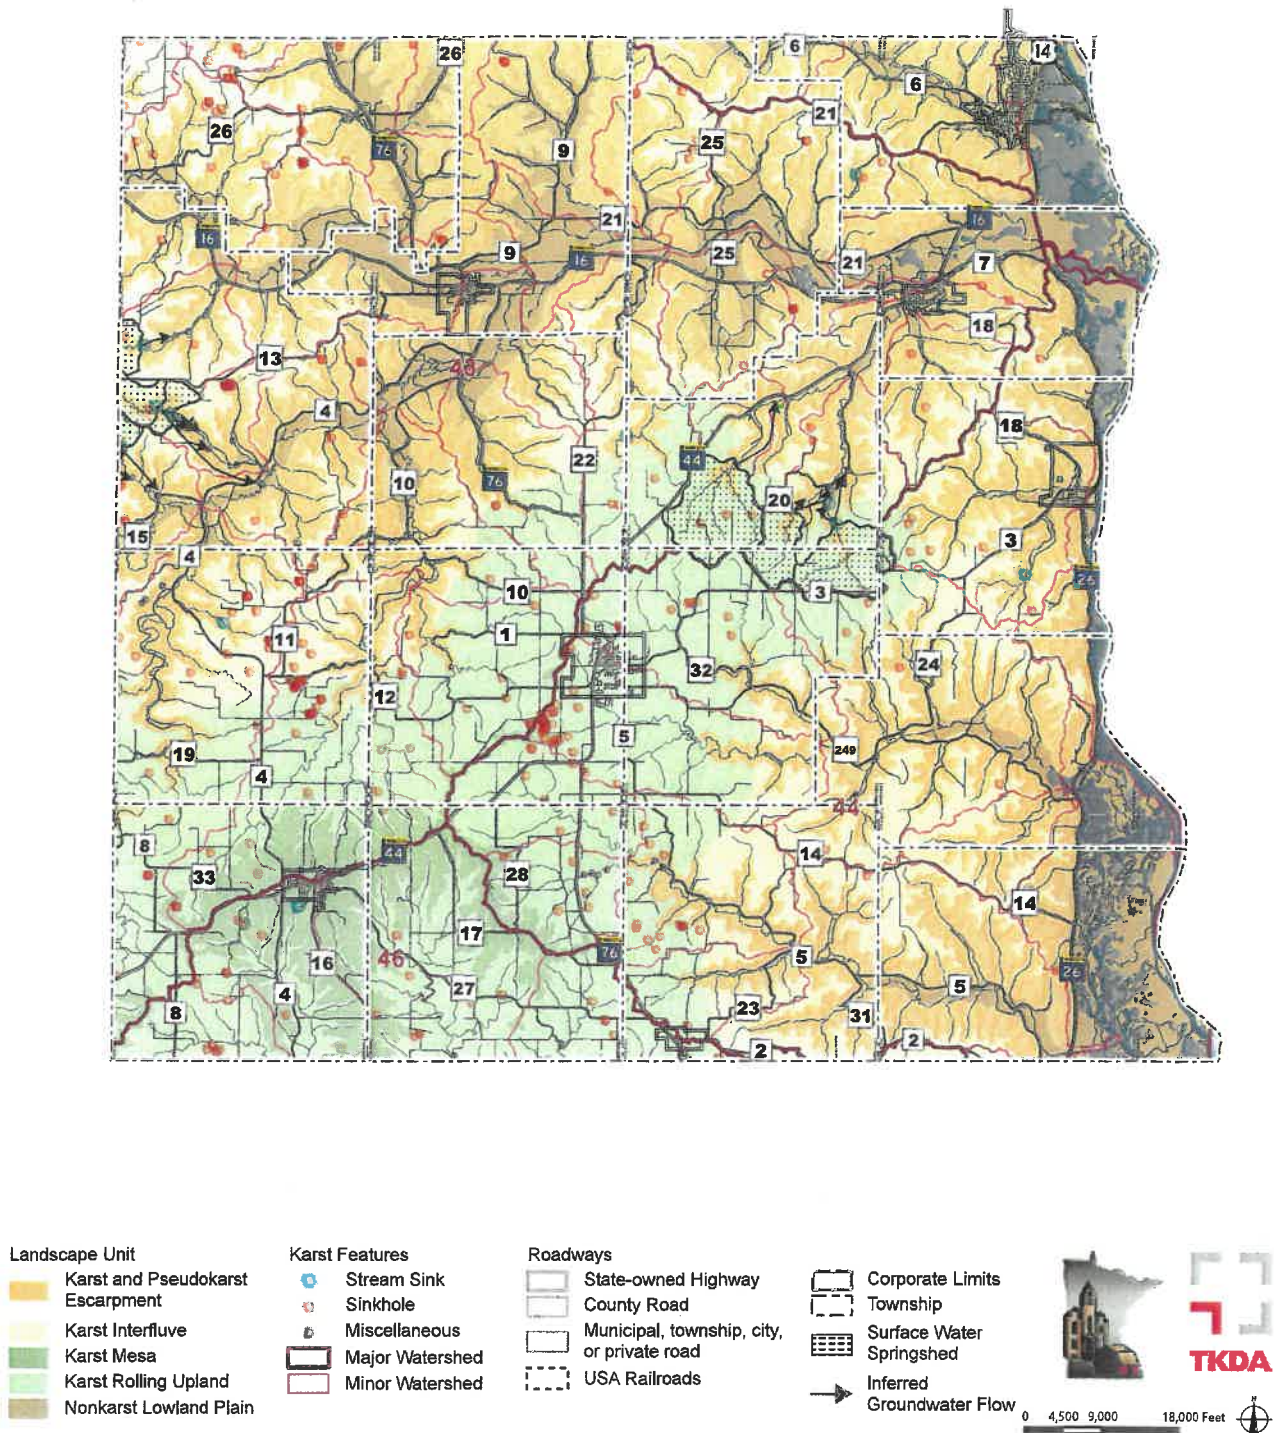 14
6
26
6
21
26
25
76
9
21
16
16
9
25
16
21
7
18
13
43
4
18
22
44
76
10
20
15
3
4
26
10
3
1
11
24
32
12
5
249
19
4
44
8
44
14
33
28
14
17
5
76
46
16
26
5
4
27
23
8
31
2
2
Landscape Unit
Karst and Pseudokarst
Escarpment
Karst Interfluve
Karst Mesa
Karst Rolling Upland
Nonkarst Lowland Plain
Karst Features
Stream Sink
Sinkhole
Miscellaneous
Major Watershed
Minor Watershed
Roadways
State-owned Highway
County Road
Municipal, township, city,
or private road
USA Railroads
Corporate Limits
Township
Surface Water
Springshed
Inferred
Groundwater Flow
TKDA
N
0 4,500 9,000 18,000 Feet